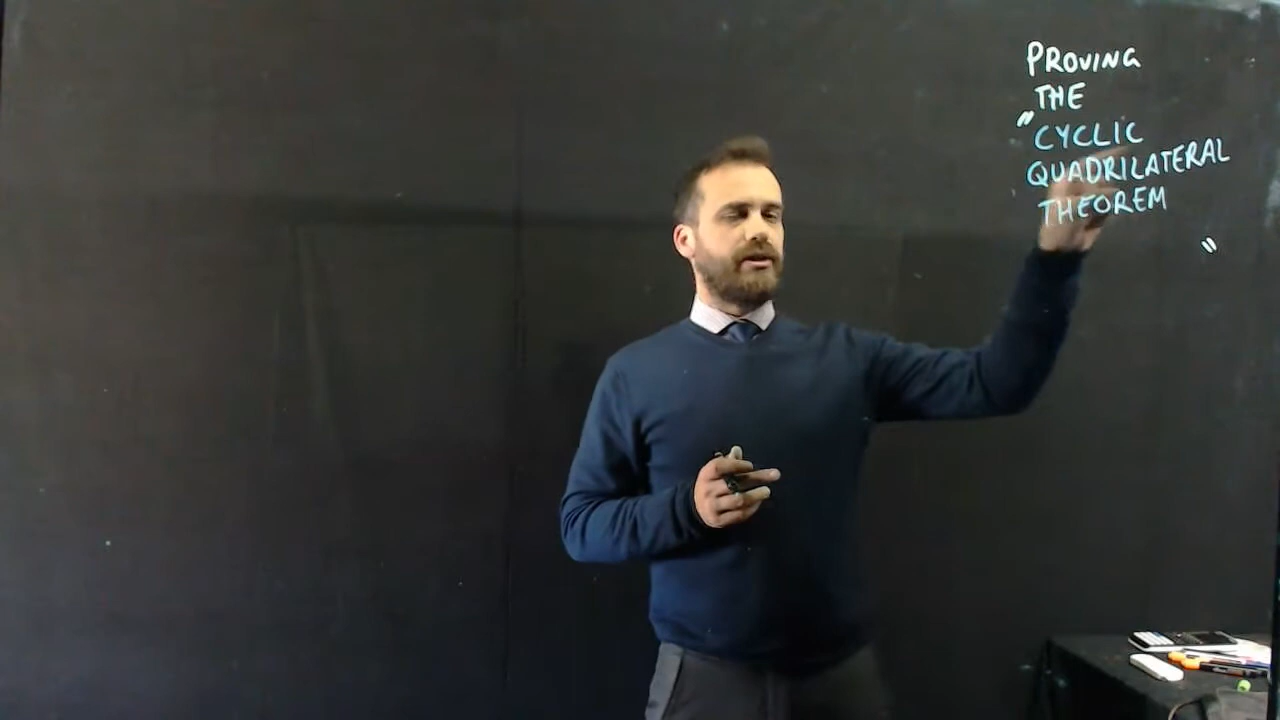 PROVING
THE
"CYCLIC
QUADRILATERAL
THEOREM
"